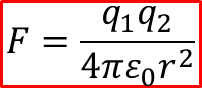 F = q₁q₂ / 4πε₀r²